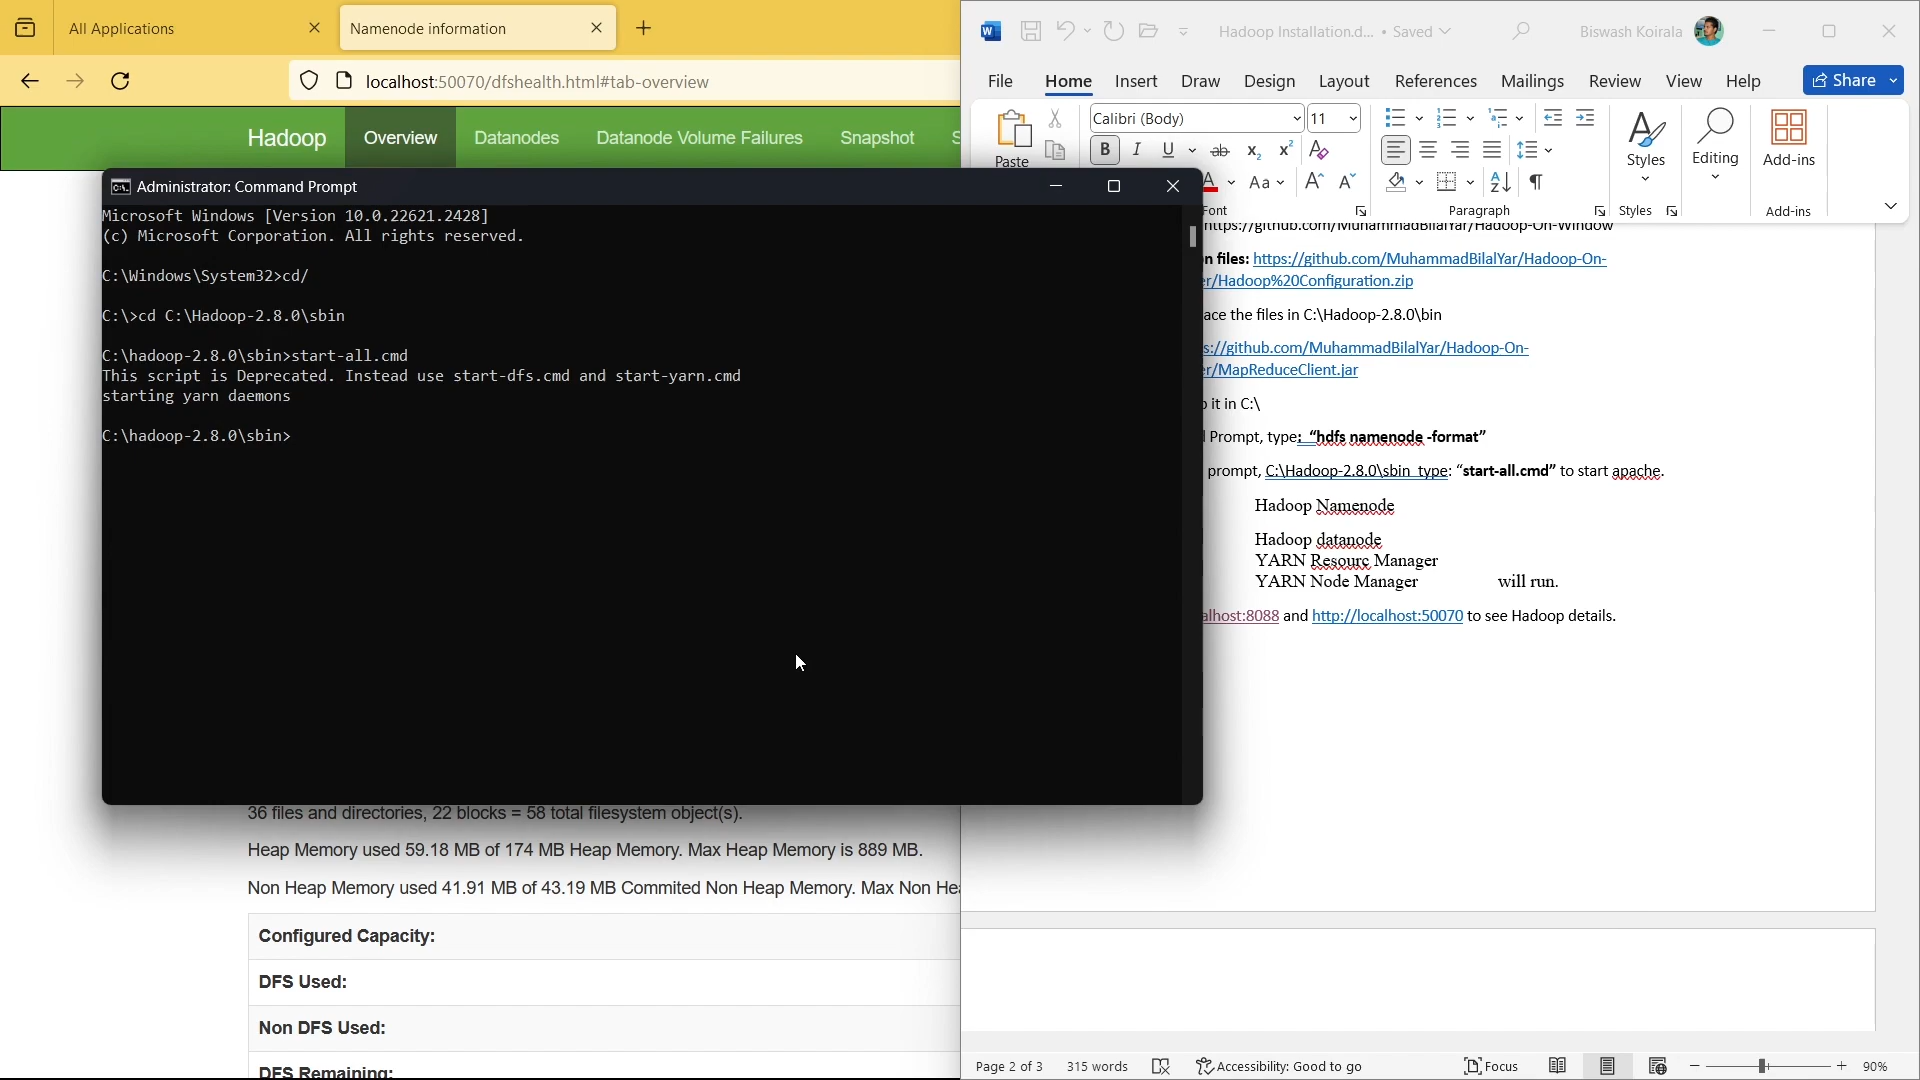 All Applications
Namenode information
localhost:50070/dfshealth.html#tab-overview
Hadoop
Overview
Datanodes
Datanode Volume Failures
Snapshot
S
Administrator: Command Prompt
Microsoft Windows [Version 10.0.22621.2428]
(c) Microsoft Corporation. All rights reserved.
C:\Windows\System32>cd/
C:\>cd C:\Hadoop-2.8.0\sbin
C:\hadoop-2.8.0\sbin>start-all.cmd
This script is Deprecated. Instead use start-dfs.cmd and start-yarn.cmd
starting yarn daemons
C:\hadoop-2.8.0\sbin>
36 files and directories, 22 blocks = 58 total filesystem object(s).
Heap Memory used 59.18 MB of 174 MB Heap Memory. Max Heap Memory is 889 MB.
Non Heap Memory used 41.91 MB of 43.19 MB Commited Non Heap Memory. Max Non Hea
Configured Capacity:
DFS Used:
Non DFS Used:
DFS Remaining:
Hadoop Installation.d... • Saved
Biswash Koirala
File Home Insert Draw Design Layout References Mailings Review View Help
Share
Paste
Calibri (Body)
11
Styles
Editing
Add-ins
Font
Paragraph
Styles
Add-ins
https://github.com/MuhammadBilalYar/Hadoop-On-Window
n files: https://github.com/MuhammadBilalYar/Hadoop-On-
er/Hadoop%20Configuration.zip
ace the files in C:\Hadoop-2.8.0\bin
s://github.com/MuhammadBilalYar/Hadoop-On-
er/MapReduceClient.jar
it in C:\
Prompt, type: “hdfs namenode -format”
prompt, C:\Hadoop-2.8.0\sbin type: “start-all.cmd” to start apache.
Hadoop Namenode
Hadoop datanode
YARN Resourc Manager
YARN Node Manager will run.
alhost:8088 and http://localhost:50070 to see Hadoop details.
Page 2 of 3
315 words
Accessibility: Good to go
Focus
90%